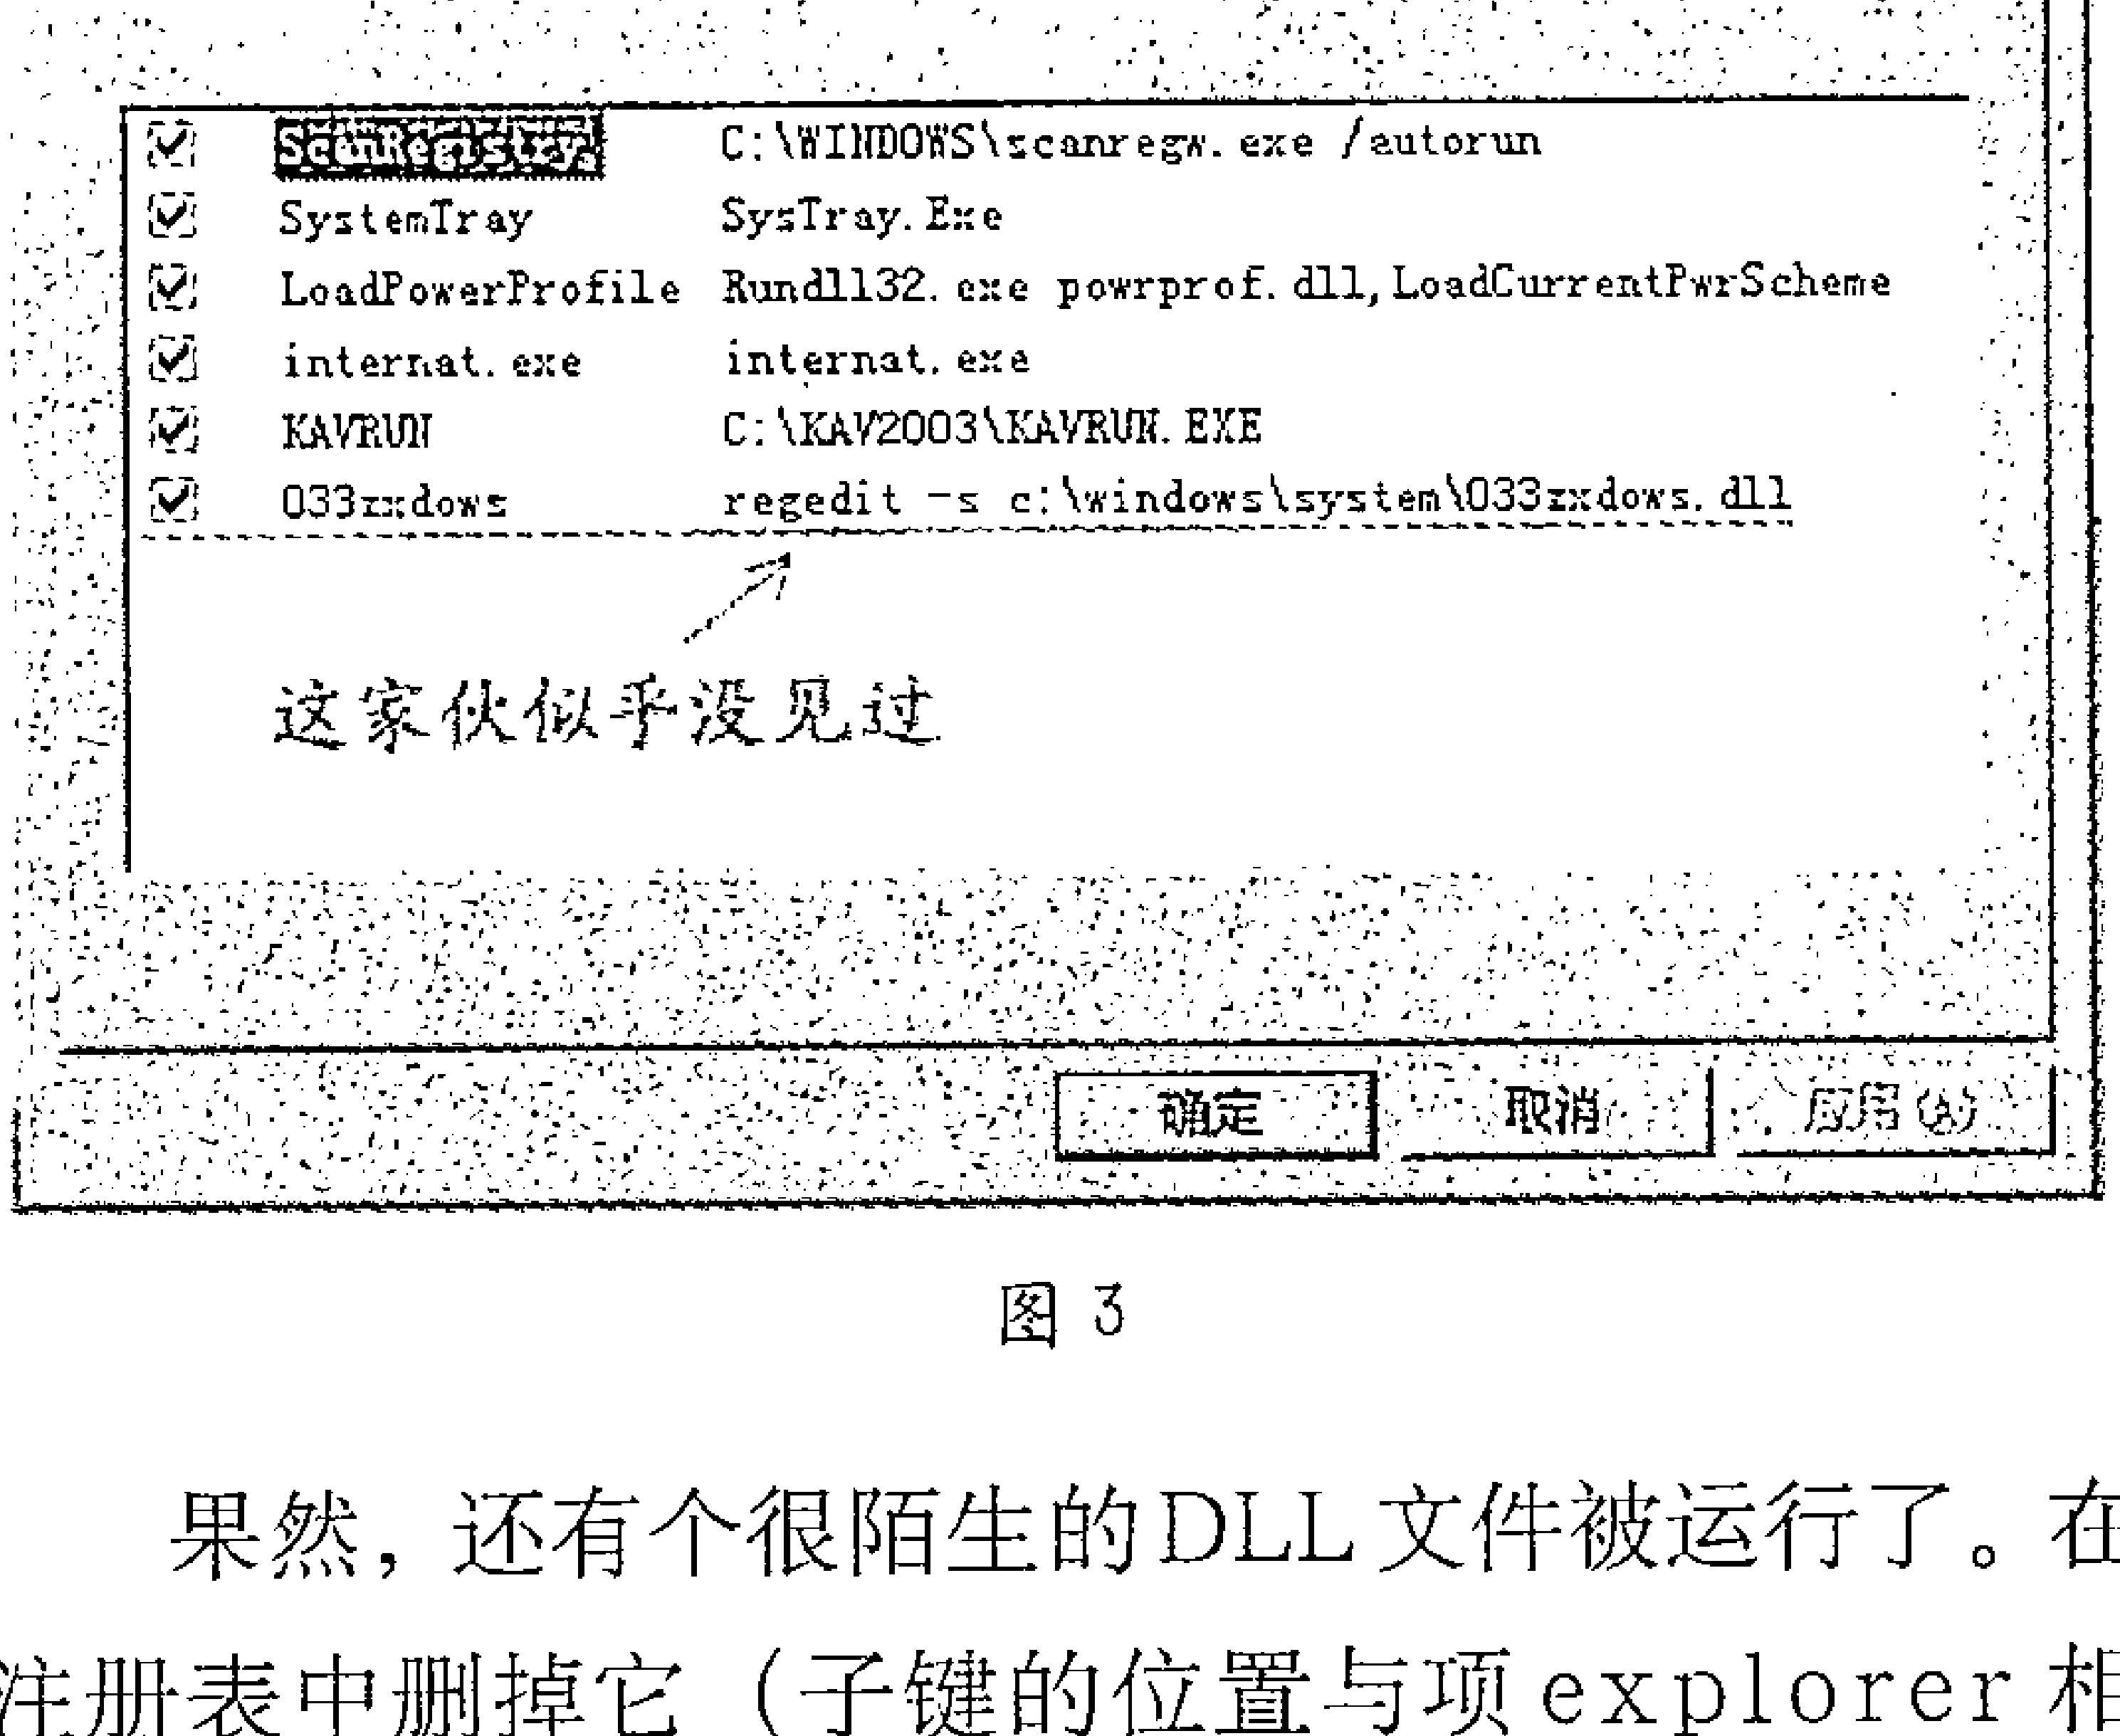 ScanRegistry C:\WINDOWS\scanregw.exe /autorun
SystemTray SysTray.Exe
LoadPowerProfile Rundll32.exe powrprof.dll,LoadCurrentPwrScheme
internat.exe internat.exe
KAVRUN C:\KAV2003\KAVRUN.EXE
033zxdows regedit -s c:\windows\system\033zxdows.dll
这家伙似乎没见过
确定 取消 应用(A)
图 3
果然，还有个很陌生的DLL文件被运行了。在
注册表中删掉它（子键的位置与项explorer相